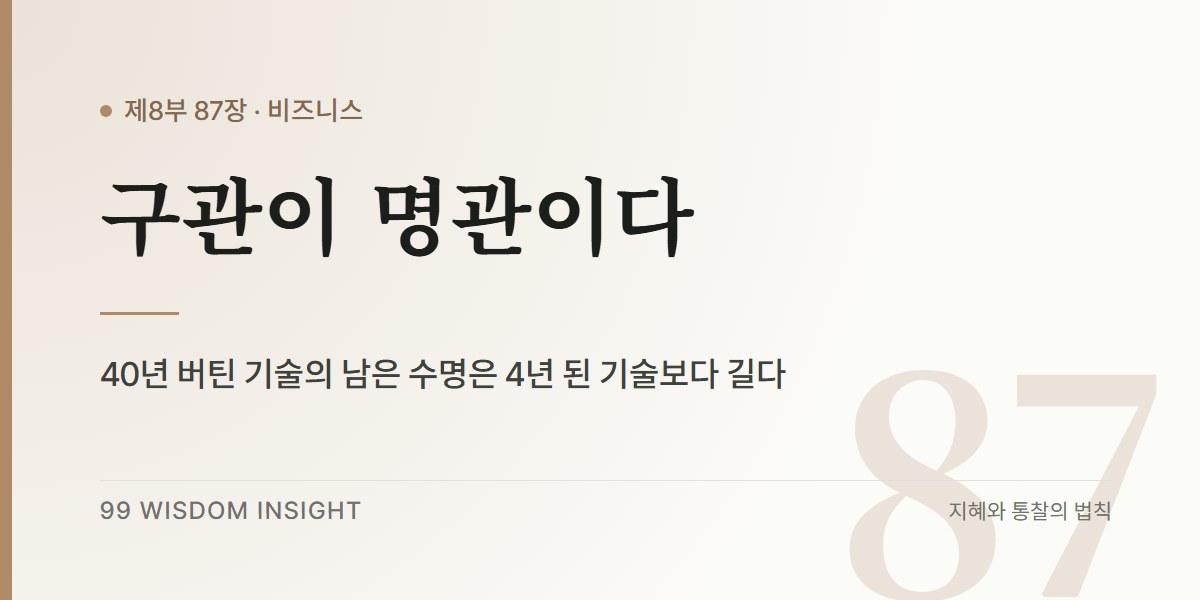 제8부 87장 · 비즈니스
구관이 명관이다
40년 버틴 기술의 남은 수명은 4년 된 기술보다 길다
87
99 WISDOM INSIGHT
지혜와 통찰의 법칙